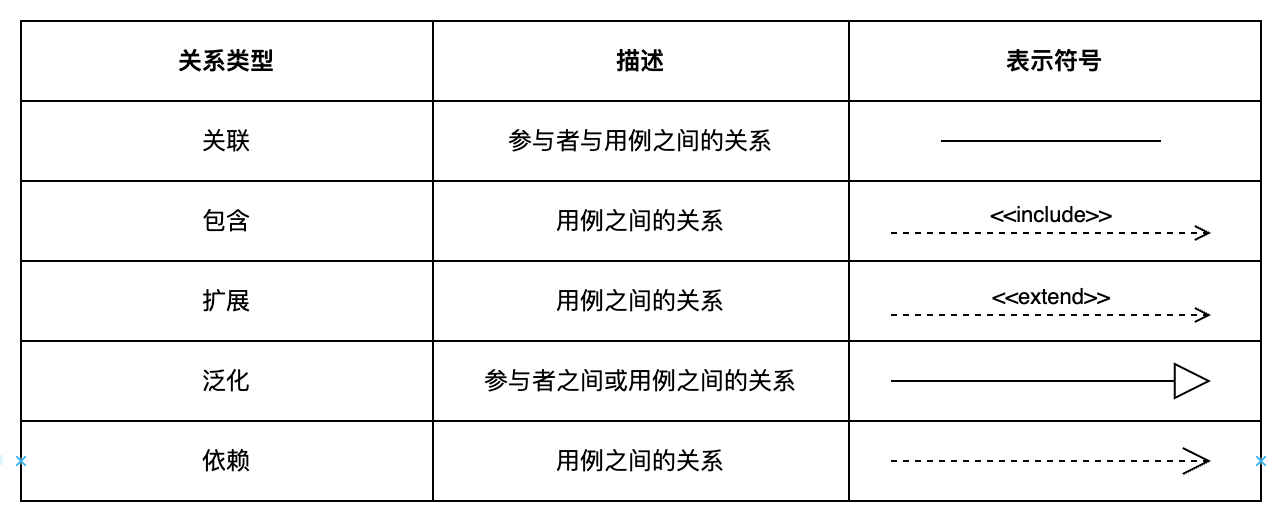 关系类型 描述 表示符号
关联 参与者与用例之间的关系
包含 用例之间的关系 <<include>>
扩展 用例之间的关系 <<extend>>
泛化 参与者之间或用例之间的关系
依赖 用例之间的关系